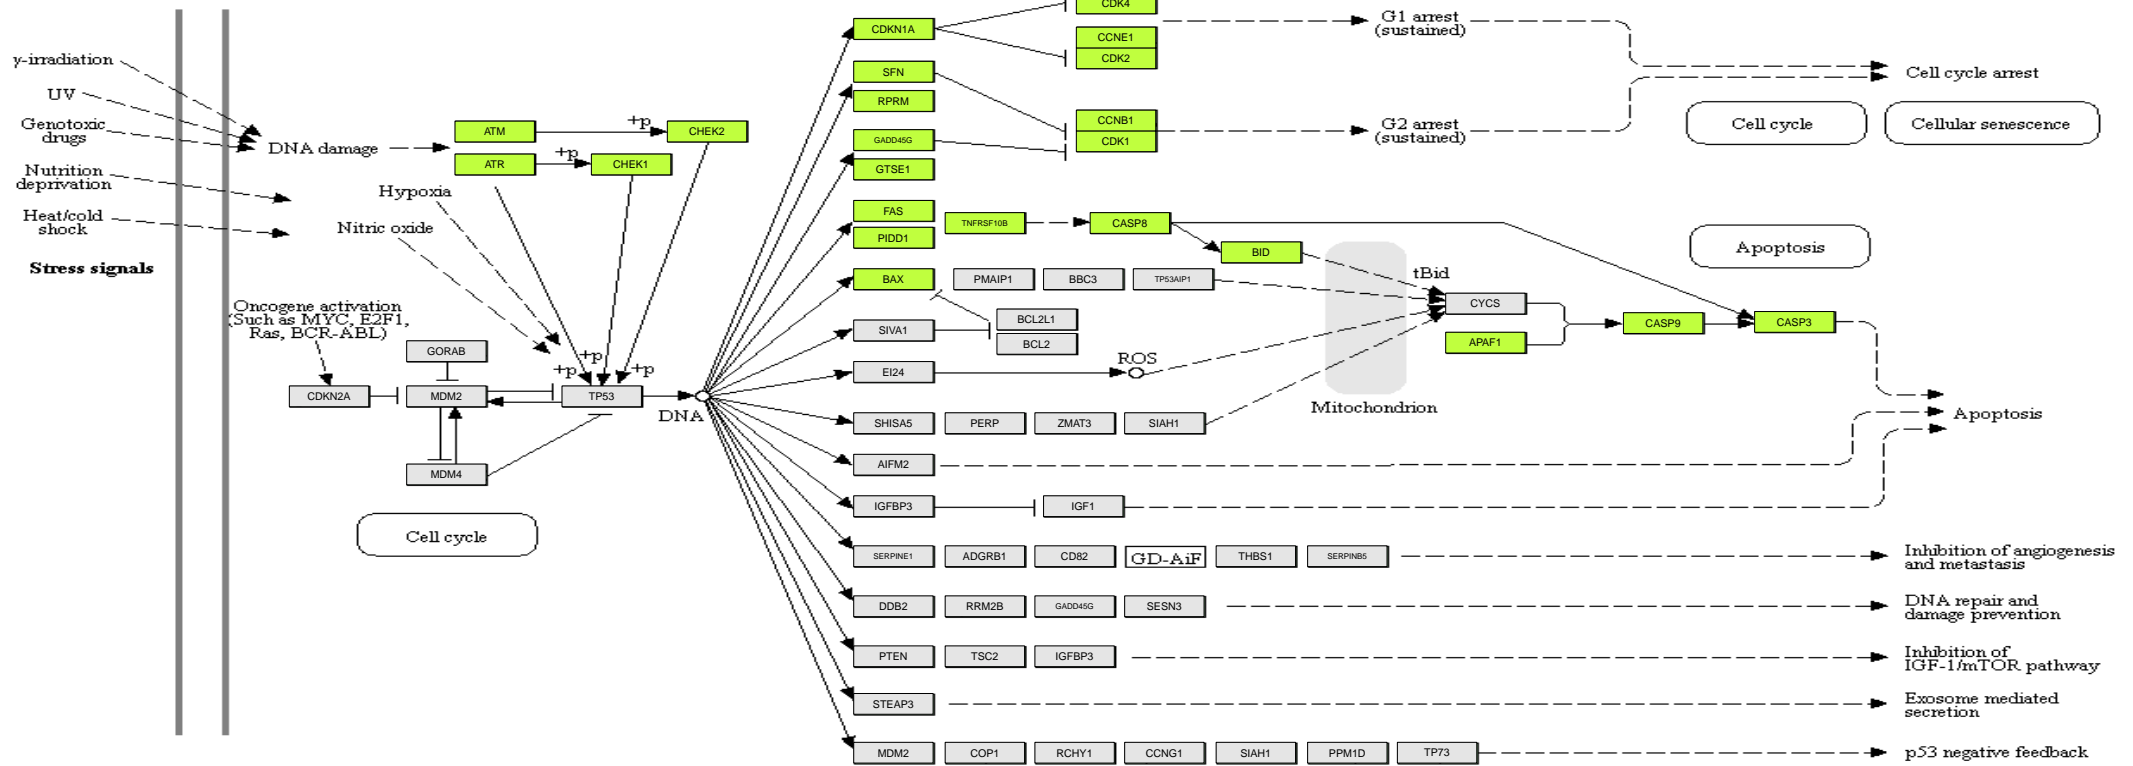 CDK4
CDKN1A
G1 arrest
(sustained)
CCNE1
CDK2
γ-irradiation
SFN
Cell cycle arrest
UV
RPRM
Genotoxic
drugs
ATM
+p
CHEK2
CCNB1
G2 arrest
(sustained)
Cell cycle
Cellular senescence
DNA damage
GADD45G
CDK1
ATR
+p
CHEK1
GTSE1
Nutrition
deprivation
Hypoxia
Heat/cold
shock
FAS
TNFRSF10B
CASP8
Nitric oxide
PIDD1
BID
Apoptosis
Stress signals
BAX
PMAIP1
BBC3
TP53AIP1
tBid
CYCS
Oncogene activation
(Such as MYC, E2F1,
Ras, BCR-ABL)
SIVA1
BCL2L1
BCL2
CASP9
CASP3
APAF1
GORAB
+p
+p
+p
EI24
ROS
CDKN2A
MDM2
TP53
DNA
Mitochondrion
Apoptosis
SHISA5
PERP
ZMAT3
SIAH1
MDM4
AIFM2
IGFBP3
IGF1
Cell cycle
SERPINE1
ADGRB1
CD82
GD-AiF
THBS1
SERPINB5
Inhibition of angiogenesis
and metastasis
DDB2
RRM2B
GADD45G
SESN3
DNA repair and
damage prevention
PTEN
TSC2
IGFBP3
Inhibition of
IGF-1/mTOR pathway
STEAP3
Exosome mediated
secretion
MDM2
COP1
RCHY1
CCNG1
SIAH1
PPM1D
TP73
p53 negative feedback